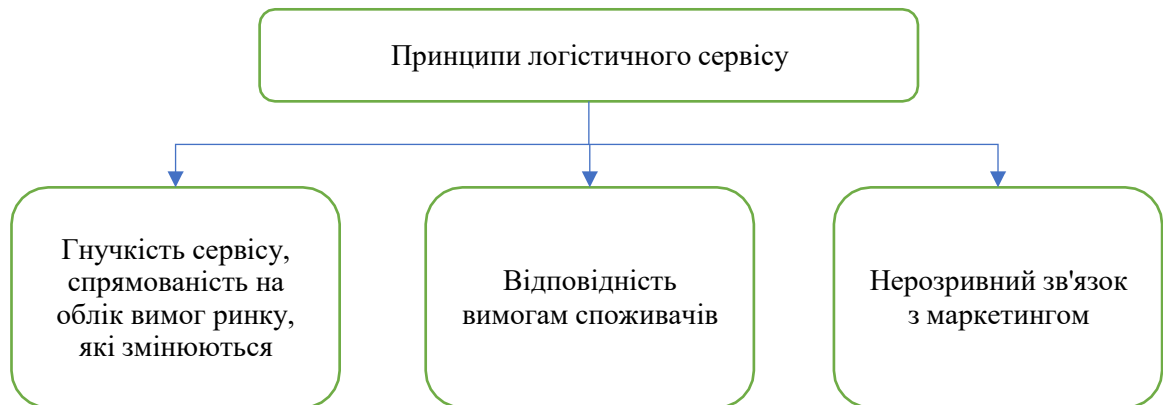 Принципи логістичного сервісу
Гнучкість сервісу,
спрямованість на
облік вимог ринку,
які змінюються
Відповідність
вимогам споживачів
Нерозривний зв'язок
з маркетингом